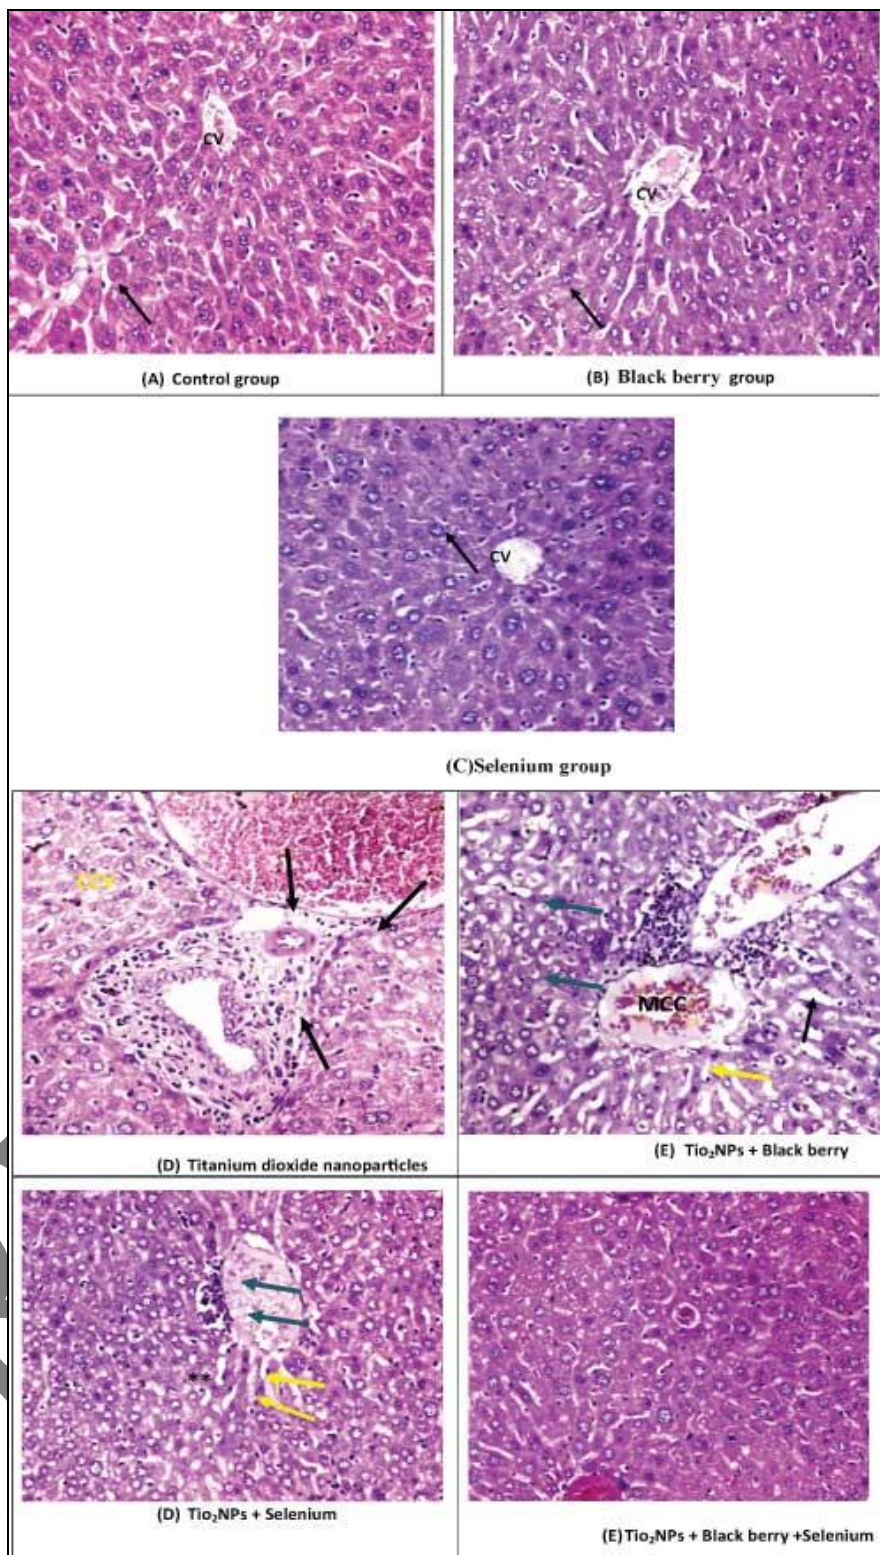 CV
CV
(A) Control group
(B) Black berry group
CV
(C)Selenium group
MCC
(D) Titanium dioxide nanoparticles
(E) Tio₂NPs + Black berry
**
(D) Tio₂NPs + Selenium
(E)Tio₂NPs + Black berry +Selenium